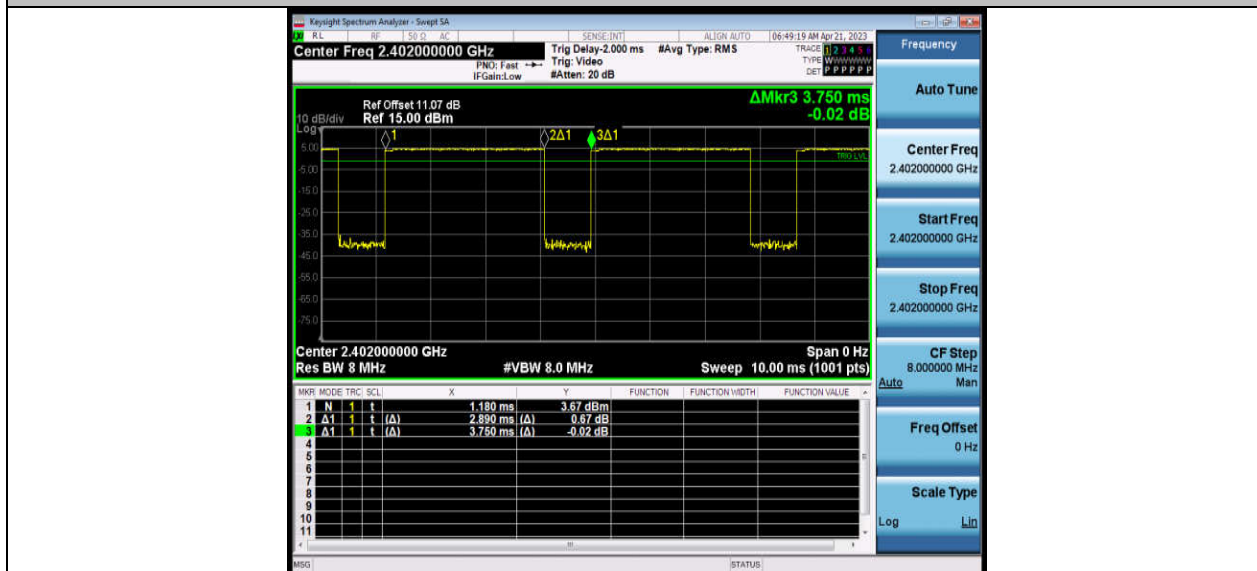 Keysight Spectrum Analyzer - Swept SA
RL RF 50 Ω AC SENSE:INT ALIGN AUTO 06:49:19 AM Apr 21, 2023
Center Freq 2.402000000 GHz
PNO: Fast
IFGain:Low
Trig Delay-2.000 ms
Trig: Video
#Atten: 20 dB
#Avg Type: RMS
TRACE 1 2 3 4 5 6
TYPE WWWWWW
DET P P P P P P
ΔMkr3 3.750 ms
-0.02 dB
Ref Offset 11.07 dB
10 dB/div Ref 15.00 dBm
Log
1
2Δ1
3Δ1
TRIG LVL
5.00
-5.00
-15.0
-25.0
-35.0
-45.0
-55.0
-65.0
-75.0
Center 2.402000000 GHz Span 0 Hz
Res BW 8 MHz #VBW 8.0 MHz Sweep 10.00 ms (1001 pts)
MKR MODE TRC SCL X Y FUNCTION FUNCTION WIDTH FUNCTION VALUE
1 N 1 t 1.180 ms 3.67 dBm
2 Δ1 1 t (Δ) 2.890 ms (Δ) 0.67 dB
3 Δ1 1 t (Δ) 3.750 ms (Δ) -0.02 dB
4
5
6
7
8
9
10
11
MSG STATUS
Frequency
Auto Tune
Center Freq
2.402000000 GHz
Start Freq
2.402000000 GHz
Stop Freq
2.402000000 GHz
CF Step
8.000000 MHz
Auto Man
Freq Offset
0 Hz
Scale Type
Log Lin